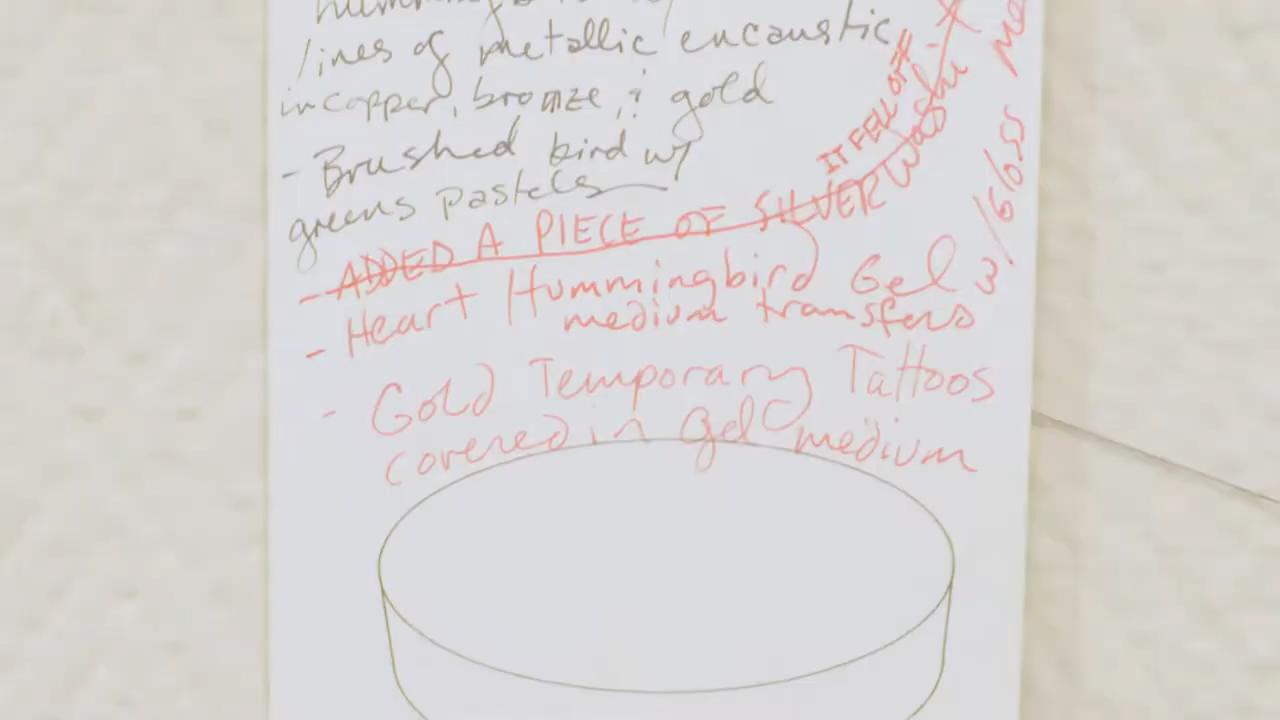 lines of metallic encaustic
in copper, bronze, & gold
- Brushed bird w/
greens pastels
- ADDED A PIECE OF SILVER Washi
IT FELL OFF
- Heart Hummingbird Gel
medium transfers
- Gold Temporary Tattoos
covered in gel medium